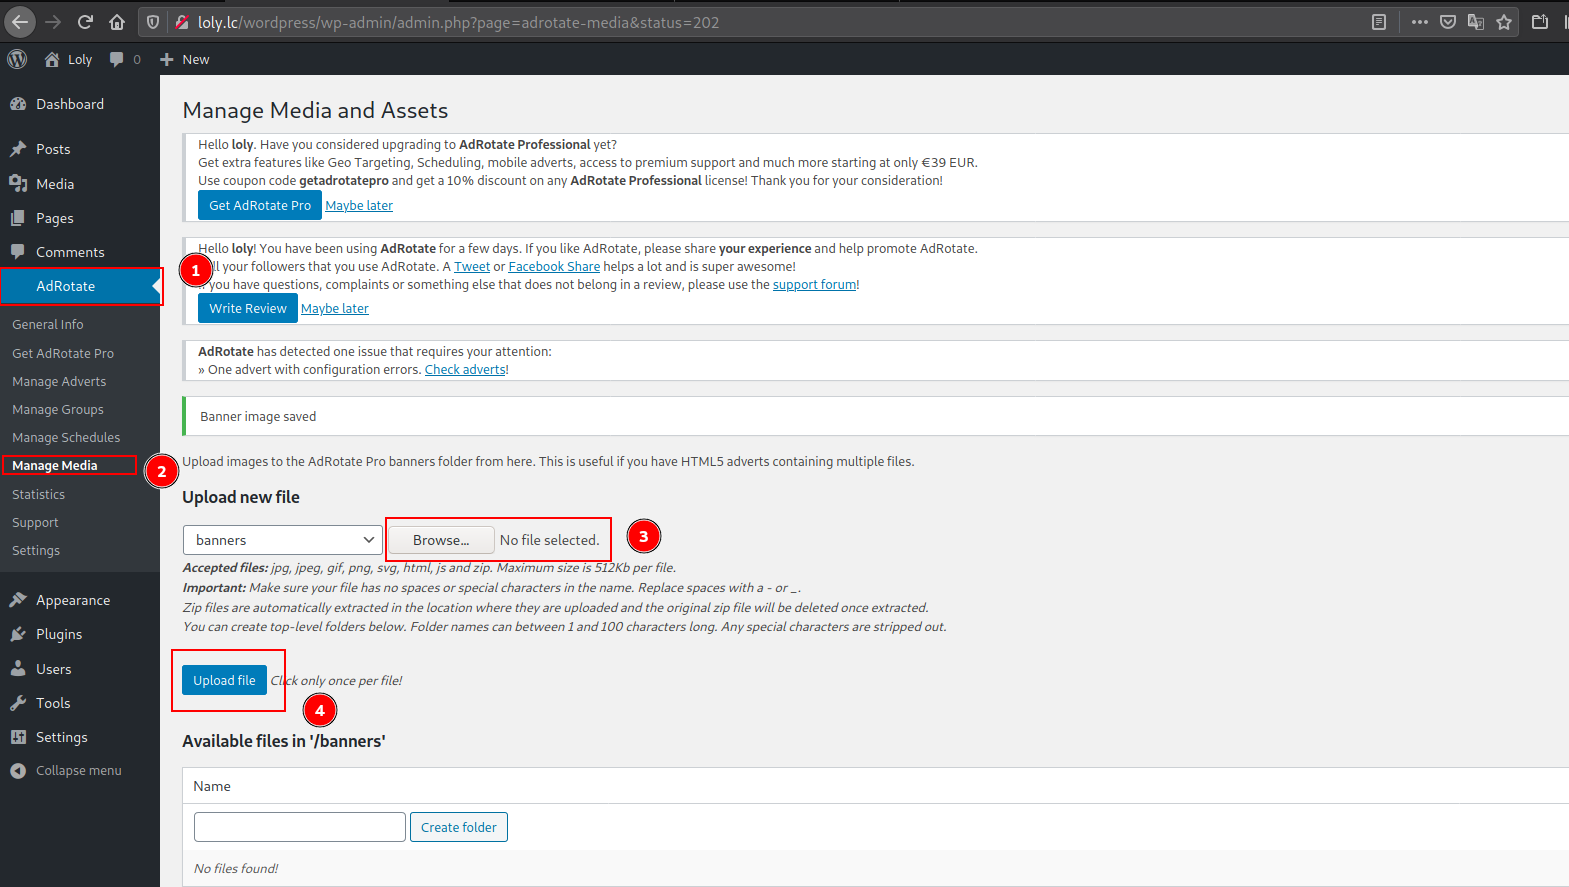 loly.lc/wordpress/wp-admin/admin.php?page=adrotate-media&status=202
Loly 0 New
Dashboard
Posts
Media
Pages
Comments
AdRotate
General Info
Get AdRotate Pro
Manage Adverts
Manage Groups
Manage Schedules
Manage Media
Statistics
Support
Settings
Appearance
Plugins
Users
Tools
Settings
Collapse menu
Manage Media and Assets
Hello loly. Have you considered upgrading to AdRotate Professional yet?
Get extra features like Geo Targeting, Scheduling, mobile adverts, access to premium support and much more starting at only €39 EUR.
Use coupon code getadrotatepro and get a 10% discount on any AdRotate Professional license! Thank you for your consideration!
Get AdRotate Pro Maybe later
Hello loly! You have been using AdRotate for a few days. If you like AdRotate, please share your experience and help promote AdRotate.
1
your followers that you use AdRotate. A Tweet or Facebook Share helps a lot and is super awesome!
you have questions, complaints or something else that does not belong in a review, please use the support forum!
Write Review Maybe later
AdRotate has detected one issue that requires your attention:
» One advert with configuration errors. Check adverts!
Banner image saved
2
Upload images to the AdRotate Pro banners folder from here. This is useful if you have HTML5 adverts containing multiple files.
Upload new file
banners Browse... No file selected. 3
Accepted files: jpg, jpeg, gif, png, svg, html, js and zip. Maximum size is 512Kb per file.
Important: Make sure your file has no spaces or special characters in the name. Replace spaces with a - or _.
Zip files are automatically extracted in the location where they are uploaded and the original zip file will be deleted once extracted.
You can create top-level folders below. Folder names can between 1 and 100 characters long. Any special characters are stripped out.
Upload file Click only once per file!
4
Available files in '/banners'
Name
Create folder
No files found!